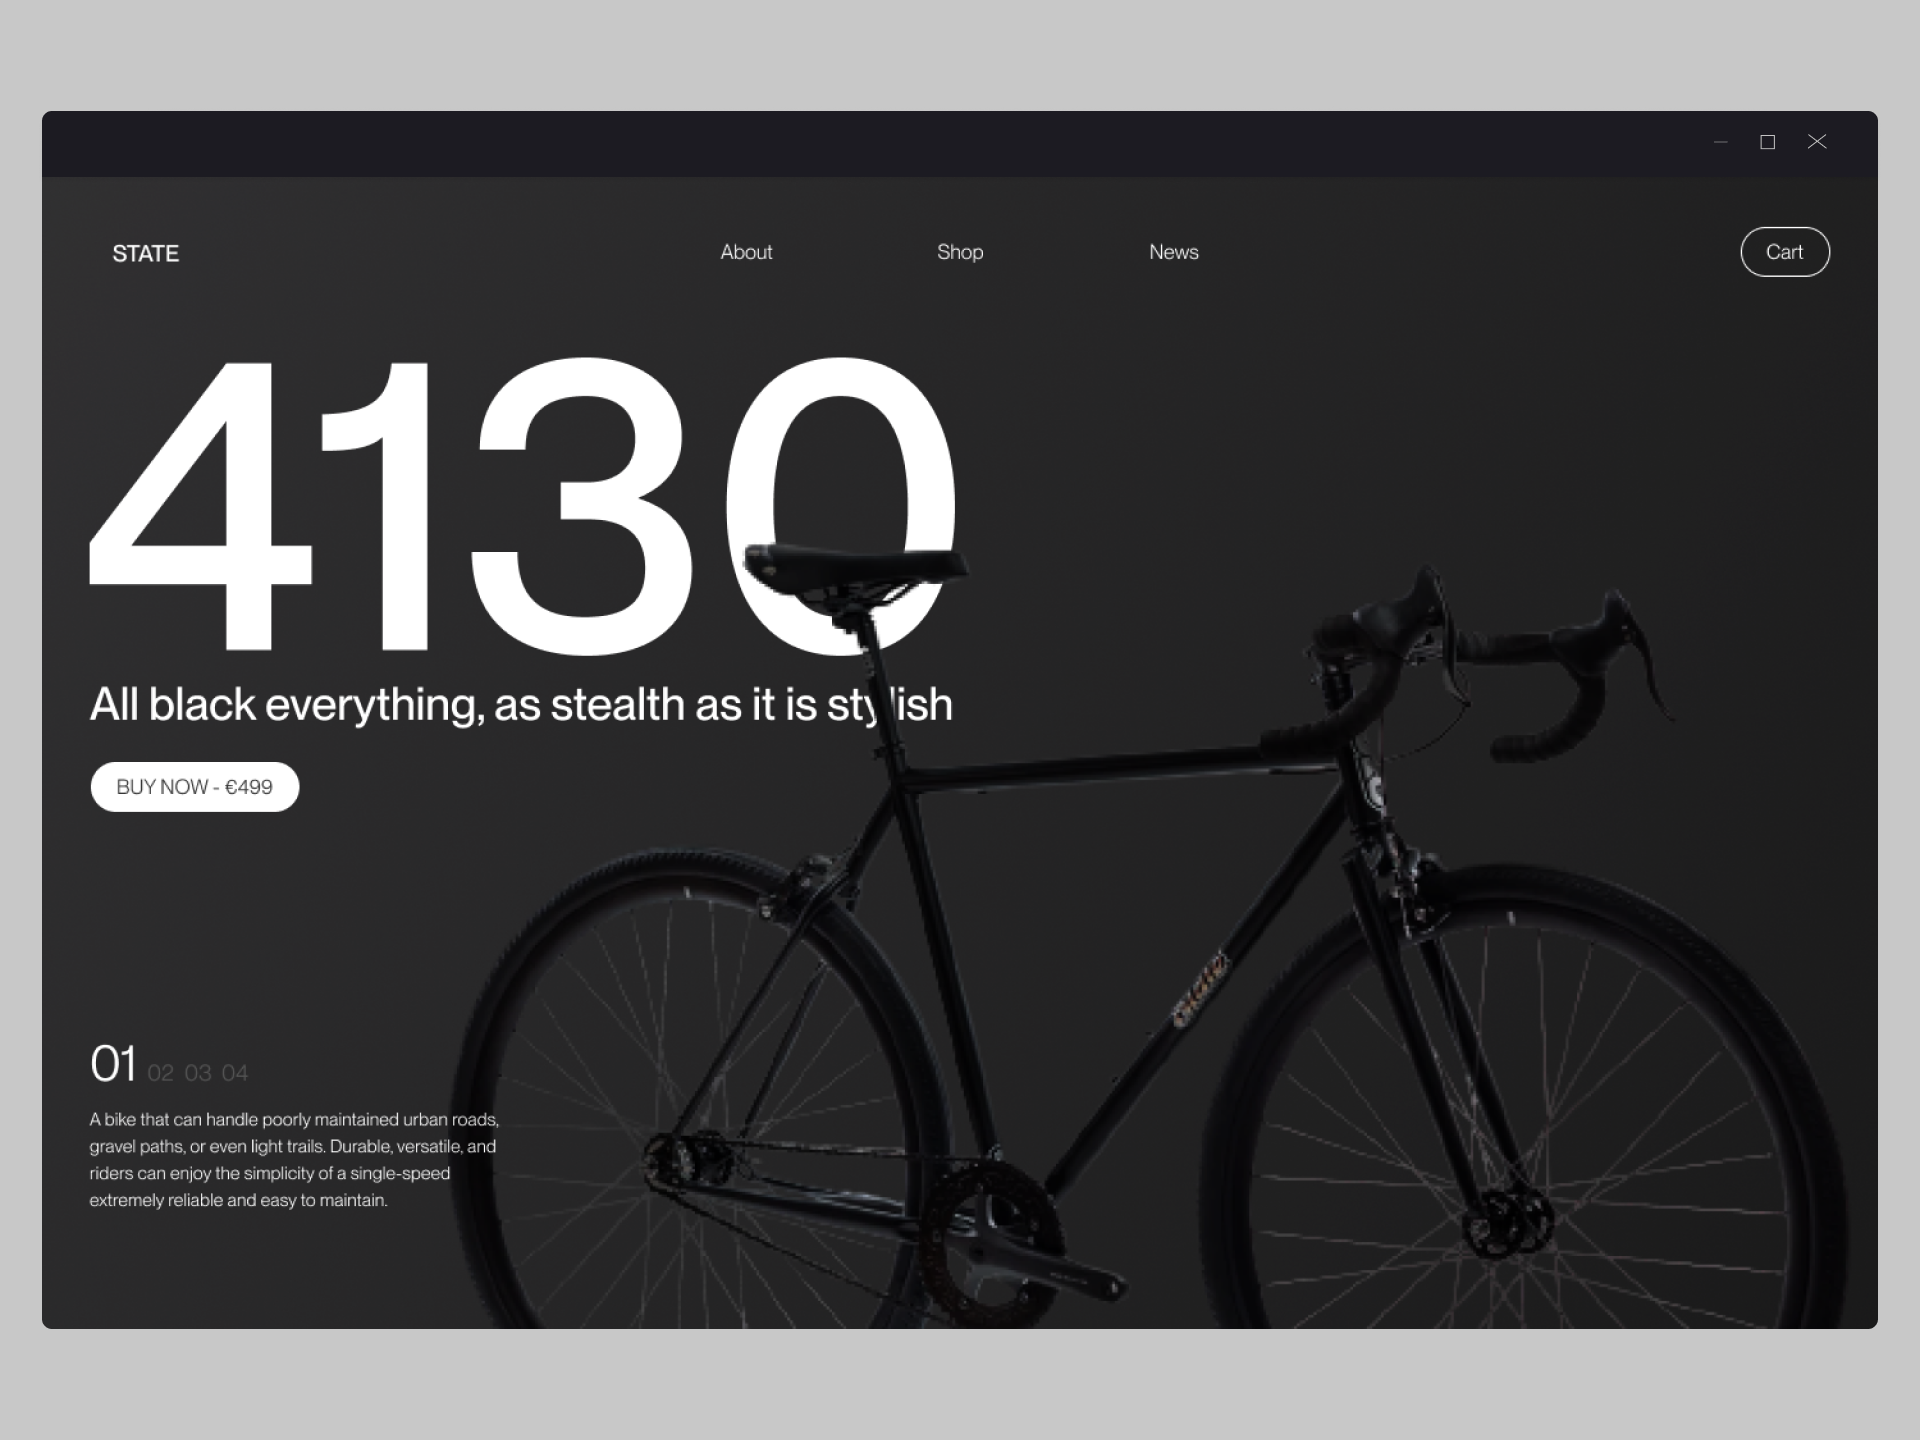 STATE
About
Shop
News
Cart
4130
All black everything, as stealth as it is stylish
BUY NOW - €499
01 02 03 04
A bike that can handle poorly maintained urban roads,
gravel paths, or even light trails. Durable, versatile, and
riders can enjoy the simplicity of a single-speed
extremely reliable and easy to maintain.